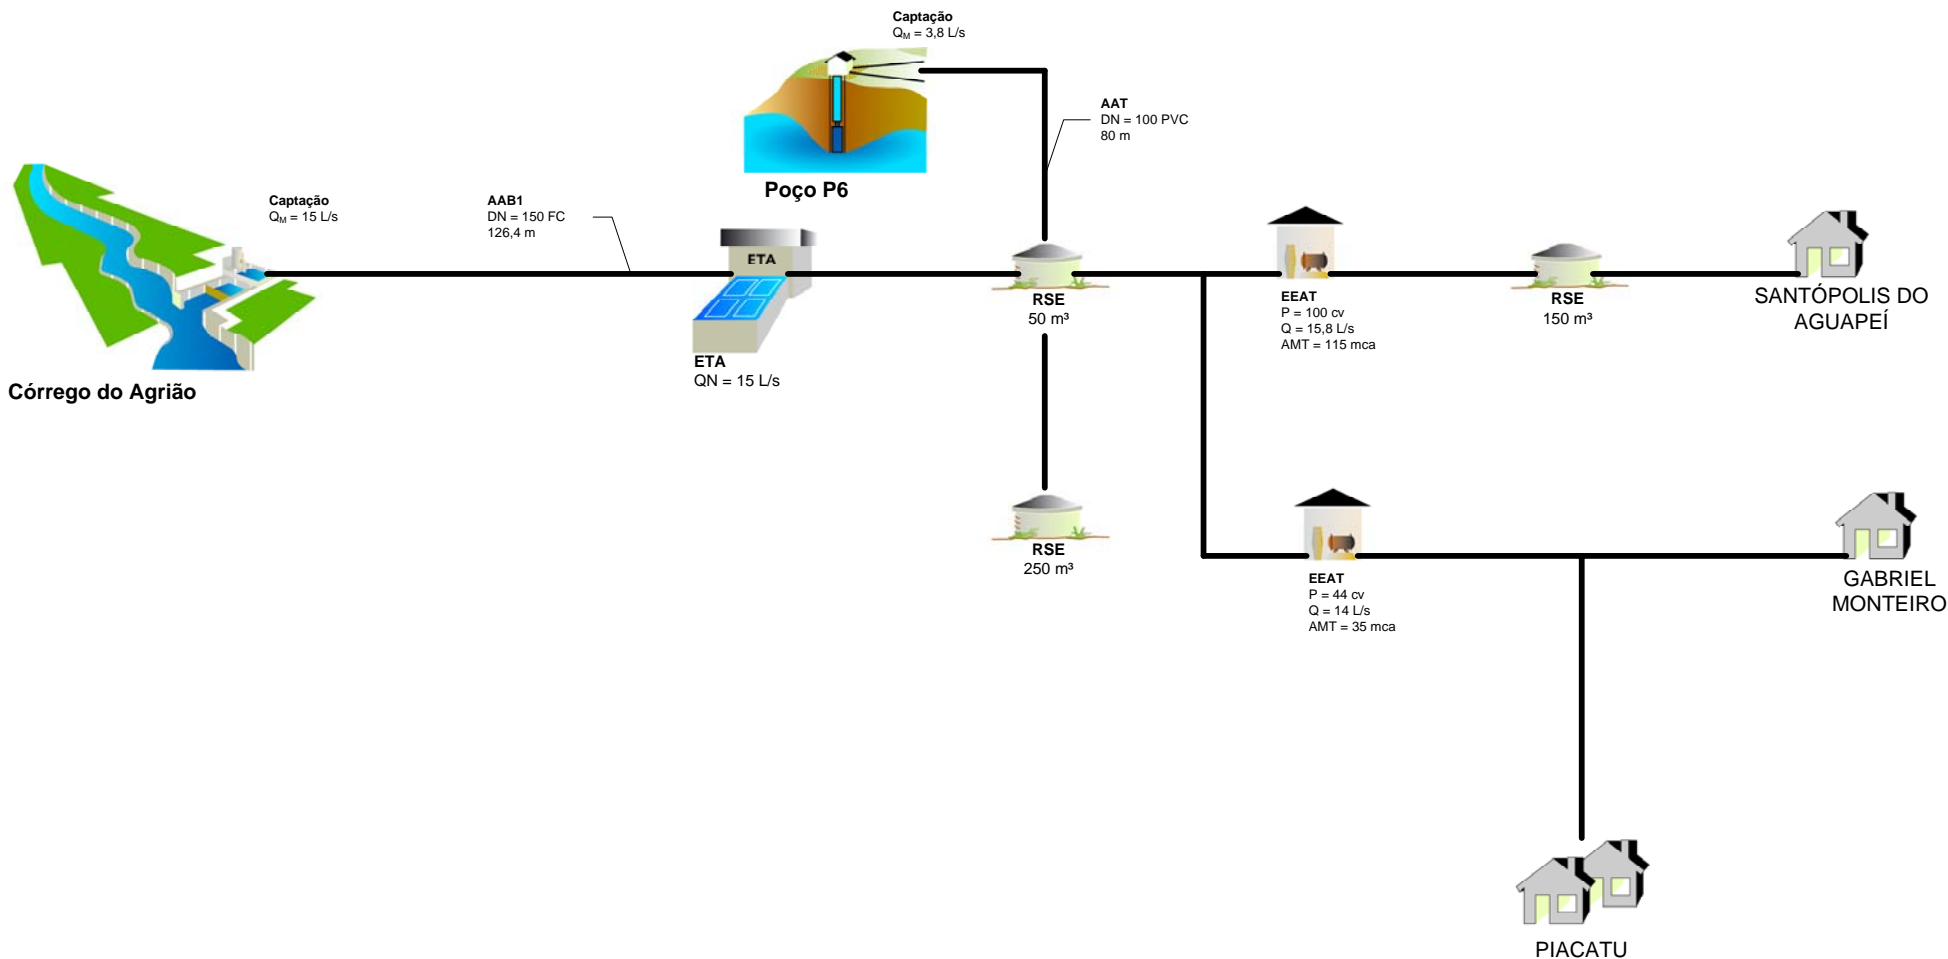 Captação
QM = 3,8 L/s
AAT
DN = 100 PVC
80 m
Poço P6
Captação
QM = 15 L/s
AAB1
DN = 150 FC
126,4 m
ETA
ETA
QN = 15 L/s
RSE
50 m³
EEAT
P = 100 cv
Q = 15,8 L/s
AMT = 115 mca
RSE
150 m³
SANTÓPOLIS DO
AGUAPEÍ
Córrego do Agrião
RSE
250 m³
EEAT
P = 44 cv
Q = 14 L/s
AMT = 35 mca
GABRIEL
MONTEIRO
PIACATU